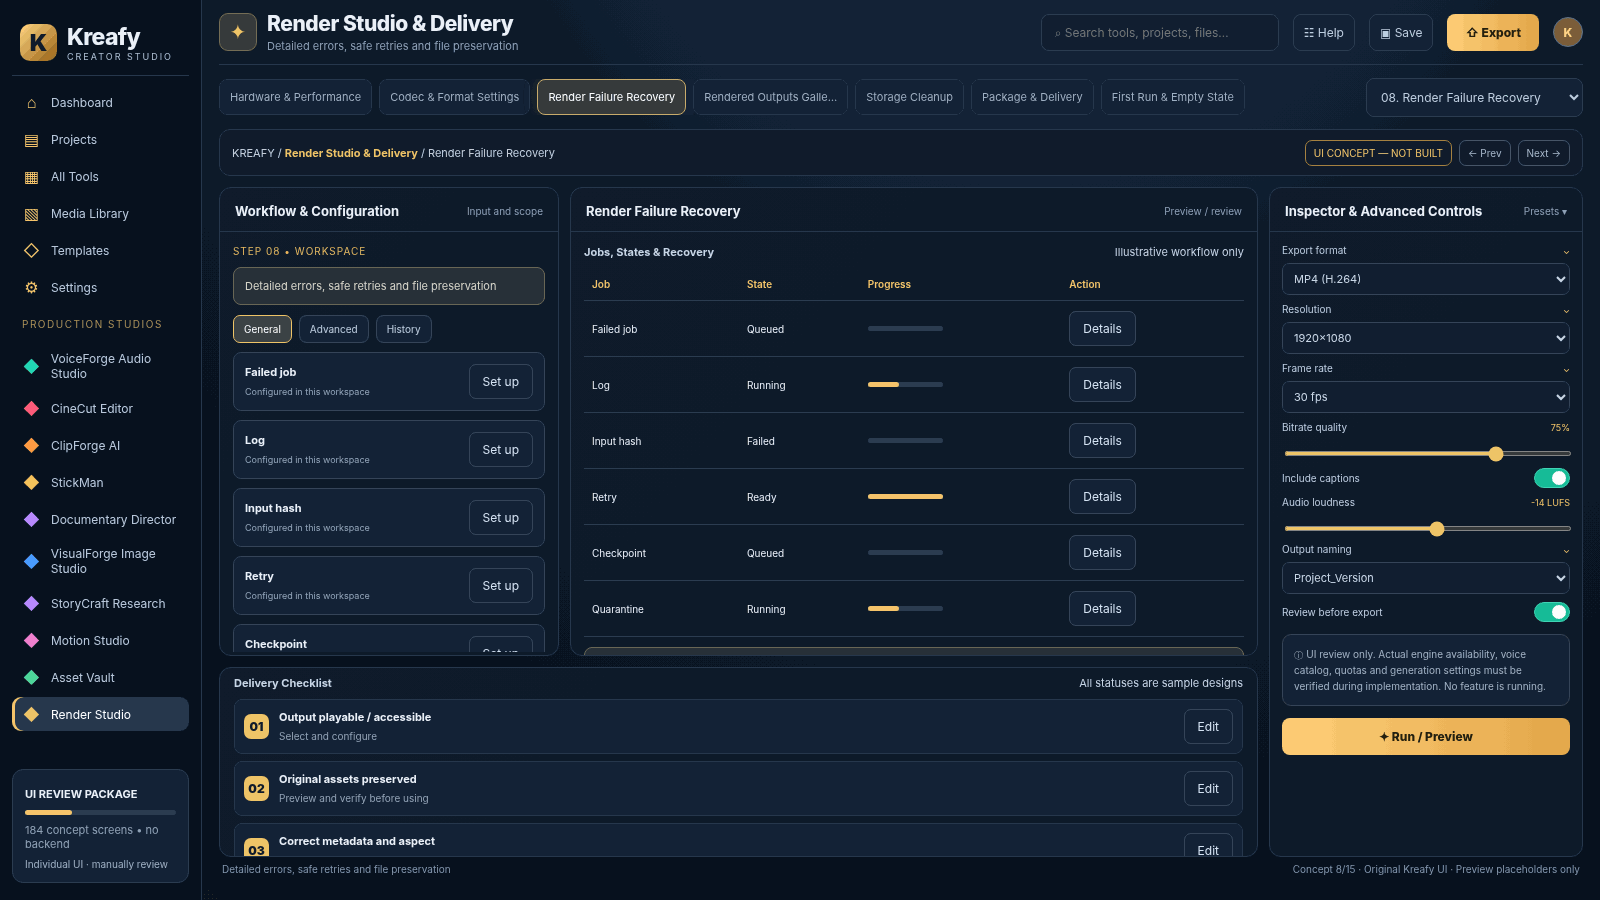 K Kreafy
CREATOR STUDIO
Dashboard
Projects
All Tools
Media Library
Templates
Settings
PRODUCTION STUDIOS
VoiceForge Audio
Studio
CineCut Editor
ClipForge AI
StickMan
Documentary Director
VisualForge Image
Studio
StoryCraft Research
Motion Studio
Asset Vault
Render Studio
UI REVIEW PACKAGE
184 concept screens • no
backend
Individual UI · manually review
Render Studio & Delivery
Detailed errors, safe retries and file preservation
Search tools, projects, files...
Help
Save
Export
K
Hardware & Performance
Codec & Format Settings
Render Failure Recovery
Rendered Outputs Galle...
Storage Cleanup
Package & Delivery
First Run & Empty State
08. Render Failure Recovery
KREAFY / Render Studio & Delivery / Render Failure Recovery
UI CONCEPT — NOT BUILT
← Prev
Next →
Workflow & Configuration
Input and scope
STEP 08 • WORKSPACE
Detailed errors, safe retries and file preservation
General
Advanced
History
Failed job
Configured in this workspace
Set up
Log
Configured in this workspace
Set up
Input hash
Configured in this workspace
Set up
Retry
Configured in this workspace
Set up
Checkpoint
Set up
Render Failure Recovery
Preview / review
Jobs, States & Recovery
Illustrative workflow only
Job State Progress Action
Failed job Queued Details
Log Running Details
Input hash Failed Details
Retry Ready Details
Checkpoint Queued Details
Quarantine Running Details
Delivery Checklist
All statuses are sample designs
01 Output playable / accessible
Select and configure
Edit
02 Original assets preserved
Preview and verify before using
Edit
03 Correct metadata and aspect
Edit
Inspector & Advanced Controls
Presets ▾
Export format
MP4 (H.264)
Resolution
1920×1080
Frame rate
30 fps
Bitrate quality 75%
Include captions
Audio loudness -14 LUFS
Output naming
Project_Version
Review before export
ⓘ UI review only. Actual engine availability, voice
catalog, quotas and generation settings must be
verified during implementation. No feature is running.
✦ Run / Preview
Detailed errors, safe retries and file preservation
Concept 8/15 · Original Kreafy UI · Preview placeholders only